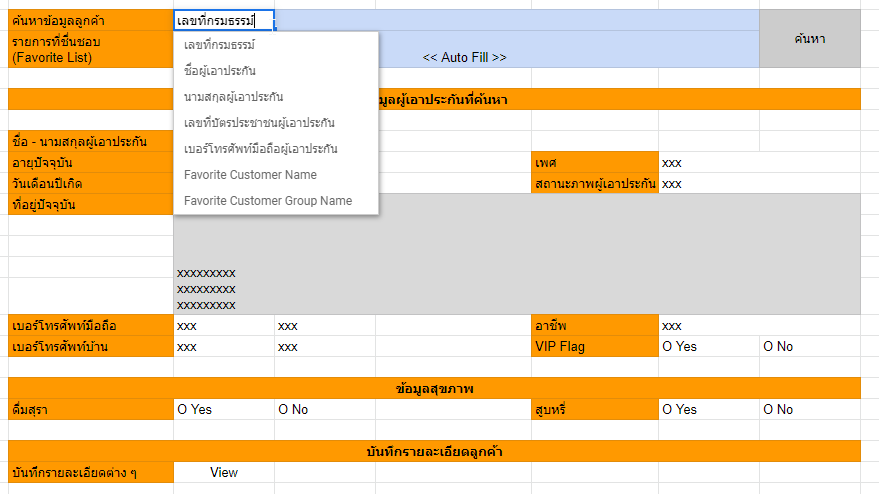 ค้นหาข้อมูลลูกค้า เลขที่กรมธรรม์ ค้นหา
รายการที่ชื่นชอบ
(Favorite List) << Auto Fill >>
เลขที่กรมธรรม์
ชื่อผู้เอาประกัน
นามสกุลผู้เอาประกัน
เลขที่บัตรประชาชนผู้เอาประกัน
เบอร์โทรศัพท์มือถือผู้เอาประกัน
Favorite Customer Name
Favorite Customer Group Name
มูลผู้เอาประกันที่ค้นหา
ชื่อ - นามสกุลผู้เอาประกัน
อายุปัจจุบัน เพศ xxx
วันเดือนปีเกิด สถานะภาพผู้เอาประกัน xxx
ที่อยู่ปัจจุบัน
xxxxxxxxx
xxxxxxxxx
xxxxxxxxx
เบอร์โทรศัพท์มือถือ xxx xxx อาชีพ xxx
เบอร์โทรศัพท์บ้าน xxx xxx VIP Flag O Yes O No
ข้อมูลสุขภาพ
ดื่มสุรา O Yes O No สูบหรี่ O Yes O No
บันทึกรายละเอียดลูกค้า
บันทึกรายละเอียดต่าง ๆ View